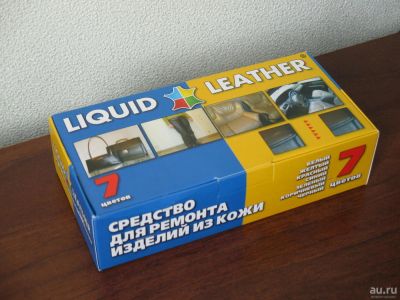 LIQUID LEATHER®
7
ЦВЕТОВ
СРЕДСТВО
ДЛЯ РЕМОНТА
ИЗДЕЛИЙ ИЗ КОЖИ
БЕЛЫЙ
ЖЕЛТЫЙ
КРАСНЫЙ
СИНИЙ
ЗЕЛЕНЫЙ
КОРИЧНЕВЫЙ
ЧЕРНЫЙ
7
ЦВЕТОВ
au.ru